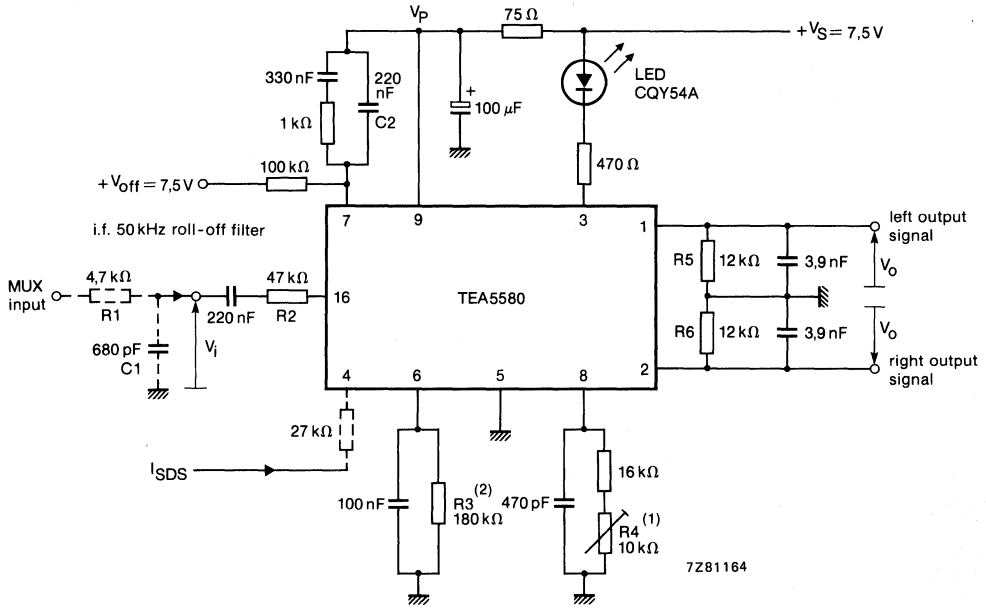 V_P
75 Ω
+V_S = 7,5 V
330 nF
220
nF
C2
1 kΩ
+
100 µF
LED
CQY54A
470 Ω
100 kΩ
+V_off = 7,5 V
i.f. 50 kHz roll-off filter
7
9
3
1
left output
signal
R5
12 kΩ
3,9 nF
V_o
MUX
input
4,7 kΩ
R1
47 kΩ
220 nF
R2
16
TEA5580
680 pF
C1
V_i
R6
12 kΩ
3,9 nF
V_o
4
6
5
8
2
right output
signal
27 kΩ
I_SDS
100 nF
R3 (2)
180 kΩ
470 pF
16 kΩ
R4 (1)
10 kΩ
7Z81164